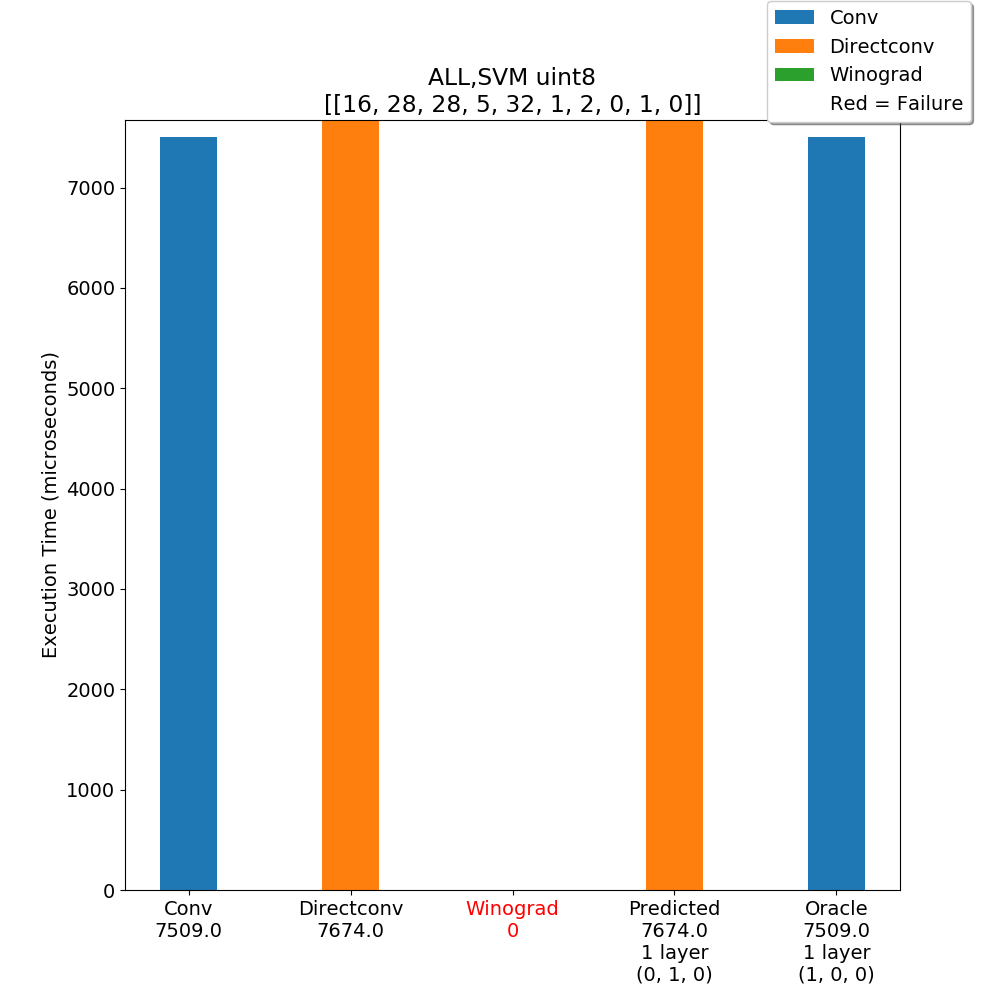 Conv
Directconv
Winograd
Red = Failure
ALL,SVM uint8
[[16, 28, 28, 5, 32, 1, 2, 0, 1, 0]]
Execution Time (microseconds)
7000
6000
5000
4000
3000
2000
1000
0
Conv
7509.0
Directconv
7674.0
Winograd
0
Predicted
7674.0
1 layer
(0, 1, 0)
Oracle
7509.0
1 layer
(1, 0, 0)